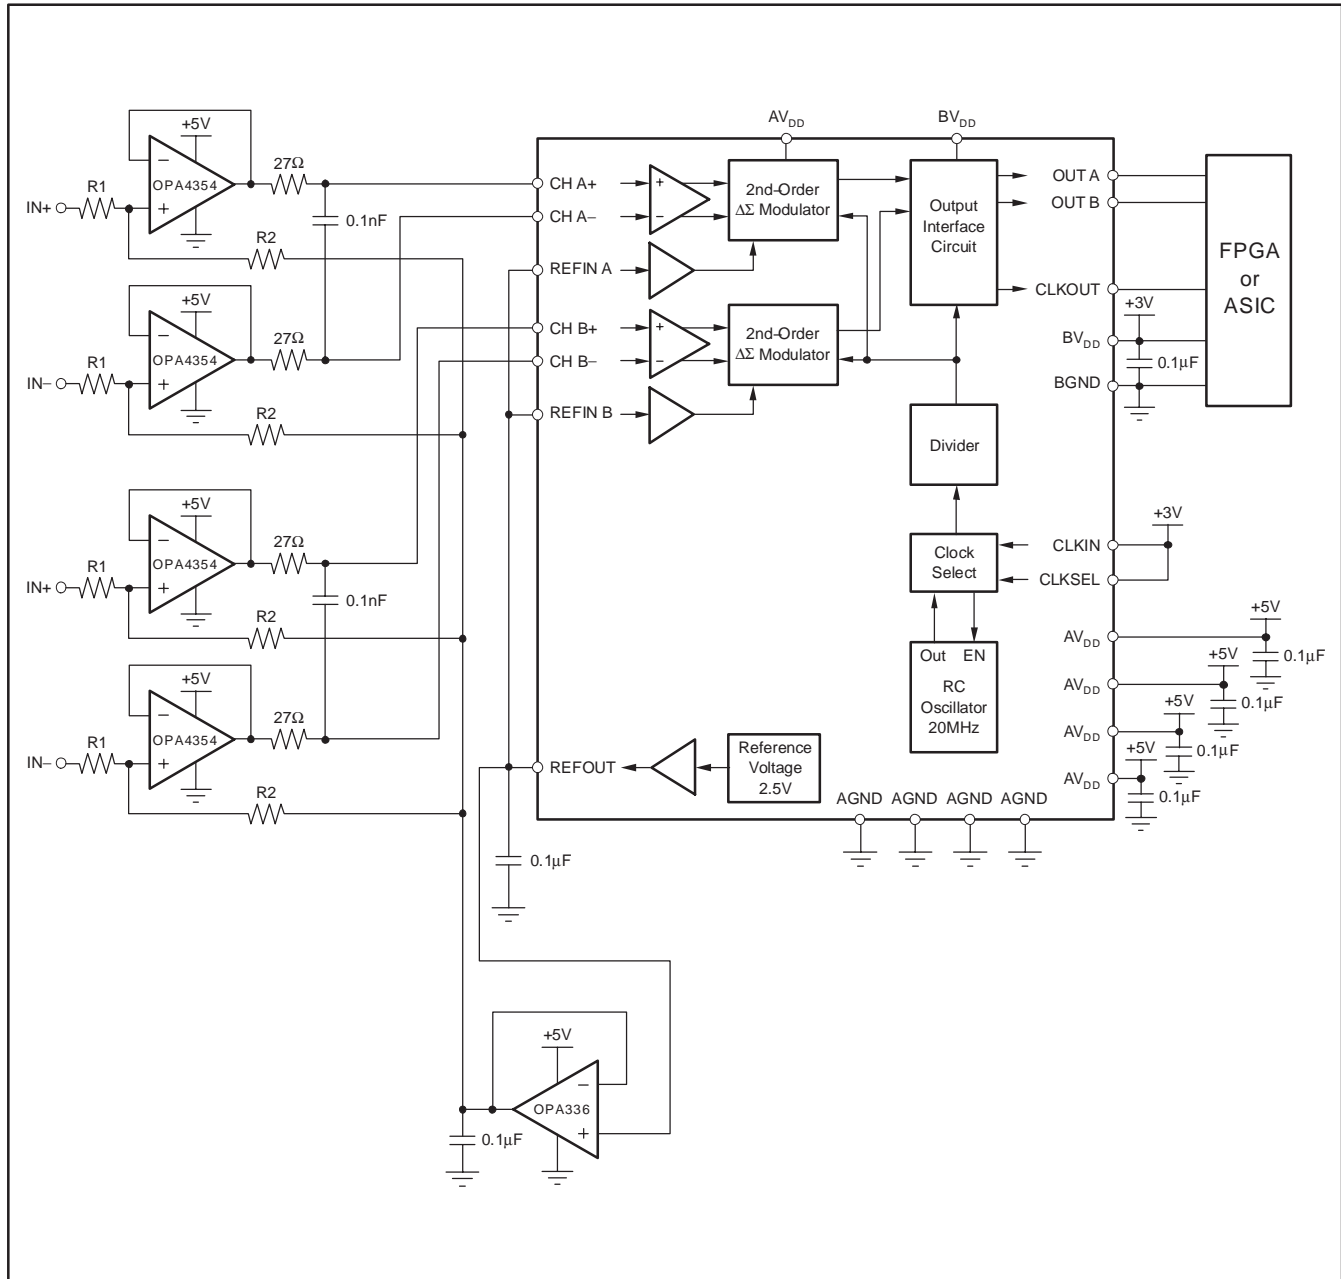 AVDD
BVDD
+5V
R1
IN+
OPA4354
−
+
27Ω
0.1nF
R2
+5V
R1
IN−
OPA4354
−
+
27Ω
R2
+5V
R1
IN+
OPA4354
−
+
27Ω
0.1nF
R2
+5V
R1
IN−
OPA4354
−
+
27Ω
R2
CH A+
CH A−
REFIN A
CH B+
CH B−
REFIN B
REFOUT
+
−
2nd-Order
ΔΣ Modulator
+
−
2nd-Order
ΔΣ Modulator
Output
Interface
Circuit
Divider
Clock
Select
Out EN
RC
Oscillator
20MHz
Reference
Voltage
2.5V
OUT A
OUT B
CLKOUT
BVDD
BGND
+3V
0.1µF
FPGA
or
ASIC
CLKIN
CLKSEL
+3V
AVDD
+5V
0.1µF
AVDD
+5V
0.1µF
AVDD
+5V
0.1µF
AVDD
+5V
0.1µF
AGND AGND AGND AGND
0.1µF
+5V
−
OPA336
+
0.1µF